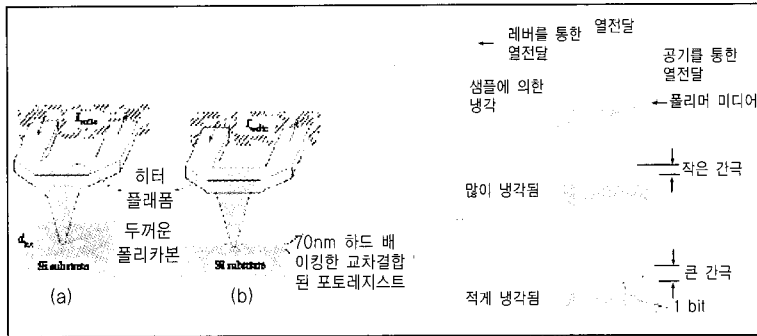 레버를 통한
열전달
열전달
공기를 통한
열전달
샘플에 의한
냉각
폴리머 미디어
작은 간극
많이 냉각됨
큰 간극
적게 냉각됨
1 bit
히터
플래폼
두꺼운
폴리카본
Si substrate
Si substrate
70nm 하드 배
이킹한 교차결합
된 포토레지스트
(a)
(b)